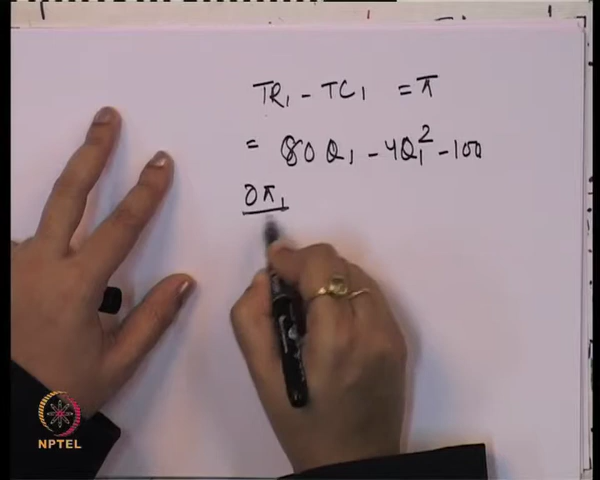 TR₁ - TC₁ = π
= 80Q₁ - 4Q₁² - 100
∂π₁
NPTEL